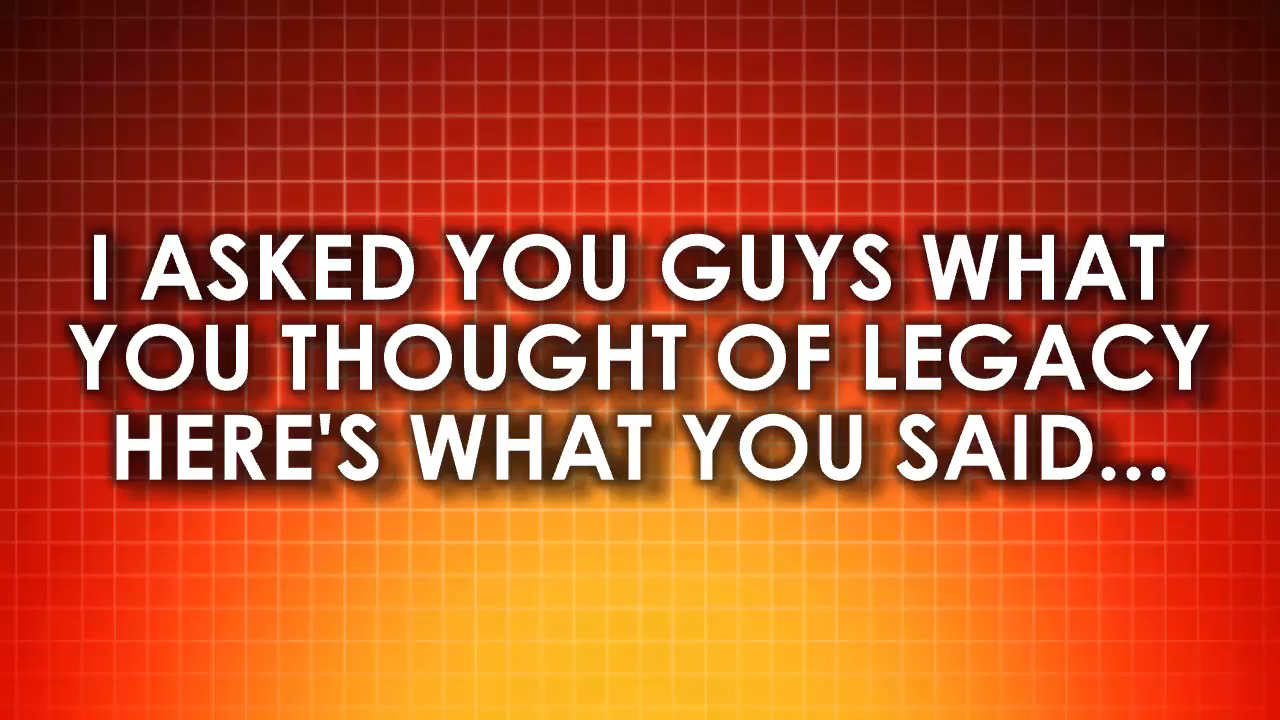 I ASKED YOU GUYS WHAT
YOU THOUGHT OF LEGACY
HERE'S WHAT YOU SAID...